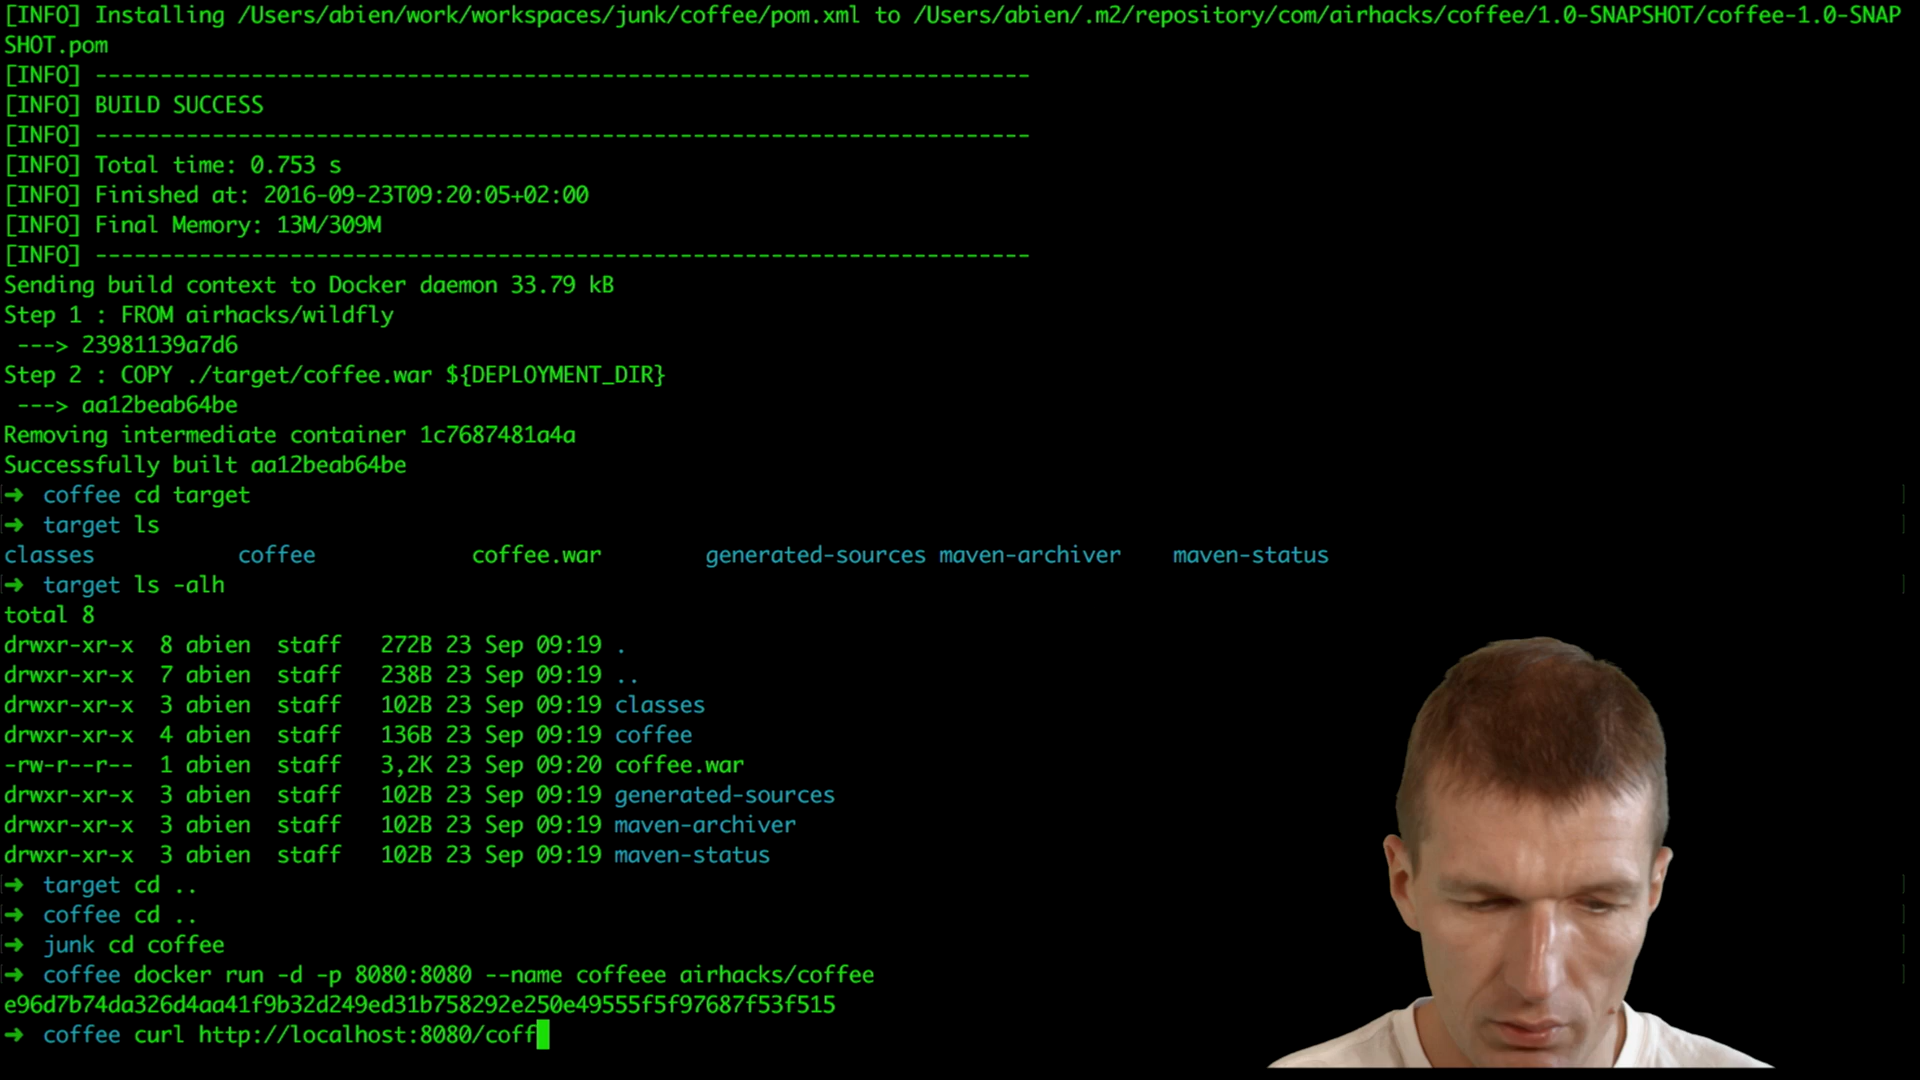 [INFO] Installing /Users/abien/work/workspaces/junk/coffee/pom.xml to /Users/abien/.m2/repository/com/airhacks/coffee/1.0-SNAPSHOT/coffee-1.0-SNAP
SHOT.pom
[INFO] ------------------------------------------------------------------------
[INFO] BUILD SUCCESS
[INFO] ------------------------------------------------------------------------
[INFO] Total time: 0.753 s
[INFO] Finished at: 2016-09-23T09:20:05+02:00
[INFO] Final Memory: 13M/309M
[INFO] ------------------------------------------------------------------------
Sending build context to Docker daemon 33.79 kB
Step 1 : FROM airhacks/wildfly
 ---> 23981139a7d6
Step 2 : COPY ./target/coffee.war ${DEPLOYMENT_DIR}
 ---> aa12beab64be
Removing intermediate container 1c7687481a4a
Successfully built aa12beab64be
➜  coffee cd target
➜  target ls
classes           coffee            coffee.war        generated-sources maven-archiver    maven-status
➜  target ls -alh
total 8
drwxr-xr-x  8 abien  staff   272B 23 Sep 09:19 .
drwxr-xr-x  7 abien  staff   238B 23 Sep 09:19 ..
drwxr-xr-x  3 abien  staff   102B 23 Sep 09:19 classes
drwxr-xr-x  4 abien  staff   136B 23 Sep 09:19 coffee
-rw-r--r--  1 abien  staff   3,2K 23 Sep 09:20 coffee.war
drwxr-xr-x  3 abien  staff   102B 23 Sep 09:19 generated-sources
drwxr-xr-x  3 abien  staff   102B 23 Sep 09:19 maven-archiver
drwxr-xr-x  3 abien  staff   102B 23 Sep 09:19 maven-status
➜  target cd ..
➜  coffee cd ..
➜  junk cd coffee
➜  coffee docker run -d -p 8080:8080 --name coffeee airhacks/coffee
e96d7b74da326d4aa41f9b32d249ed31b758292e250e49555f5f97687f53f515
➜  coffee curl http://localhost:8080/coff